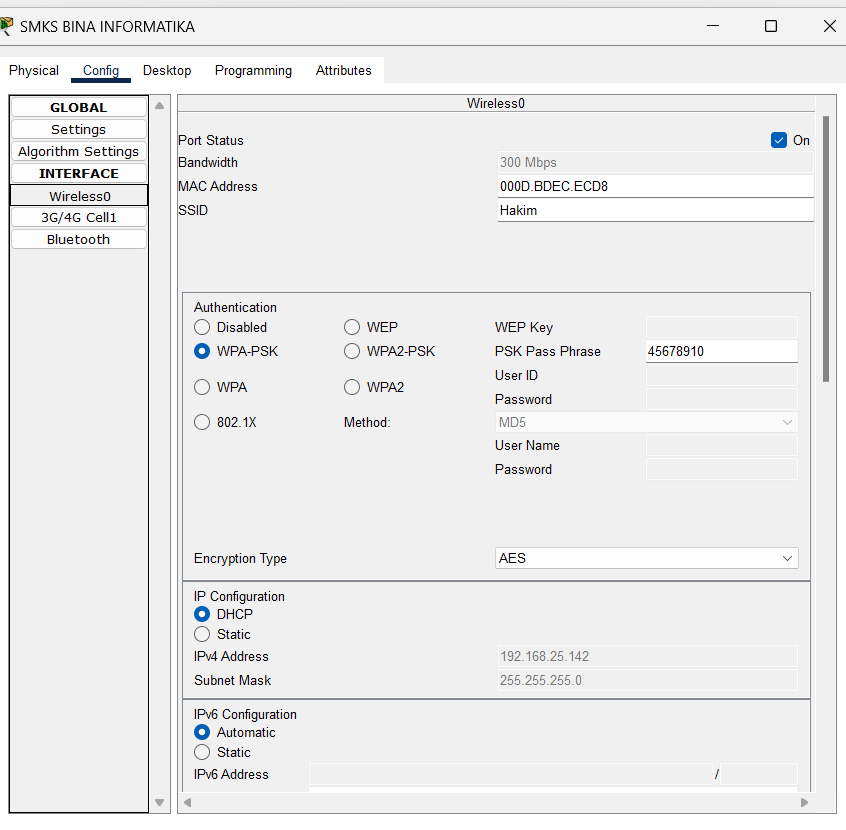 SMKS BINA INFORMATIKA
Physical Config Desktop Programming Attributes
GLOBAL
Settings
Algorithm Settings
INTERFACE
Wireless0
3G/4G Cell1
Bluetooth
Wireless0
Port Status On
Bandwidth 300 Mbps
MAC Address 000D.BDEC.ECD8
SSID Hakim
Authentication
Disabled WEP WEP Key
WPA-PSK WPA2-PSK PSK Pass Phrase 45678910
User ID
WPA WPA2
Password
802.1X Method: MD5
User Name
Password
Encryption Type AES
IP Configuration
DHCP
Static
IPv4 Address 192.168.25.142
Subnet Mask 255.255.255.0
IPv6 Configuration
Automatic
Static
IPv6 Address /